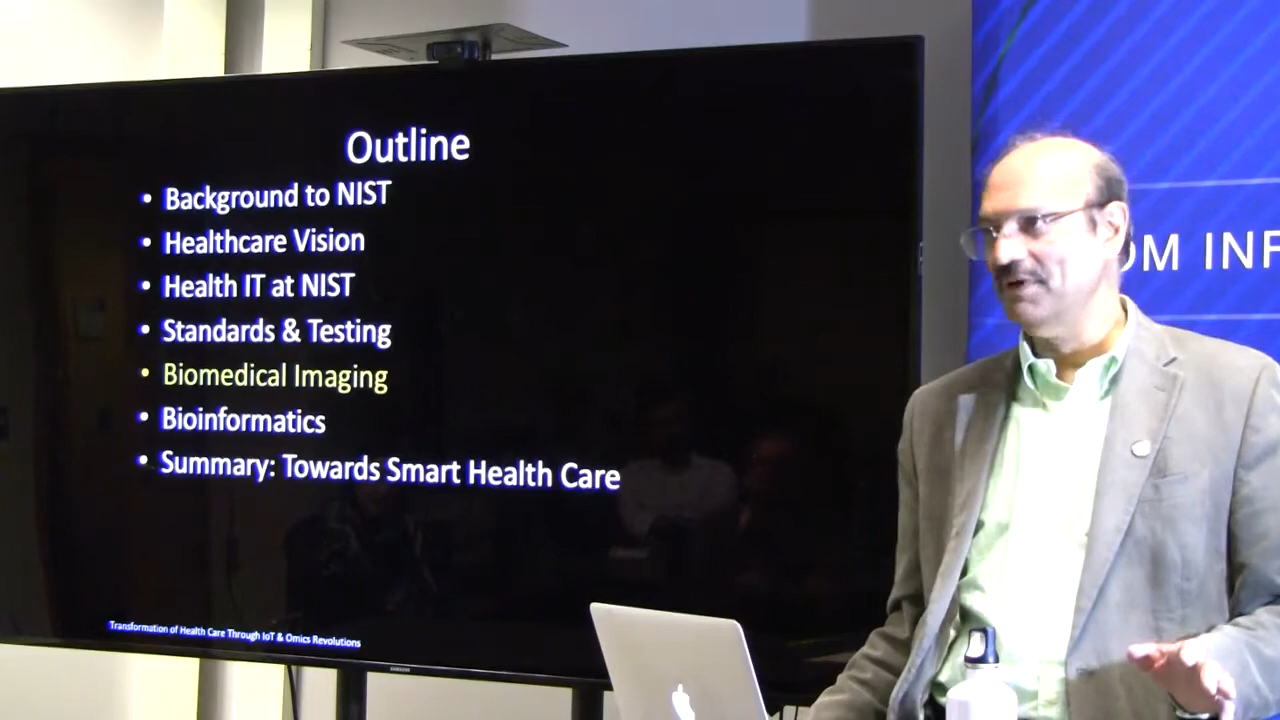 Outline
• Background to NIST
• Healthcare Vision
• Health IT at NIST
• Standards & Testing
• Biomedical Imaging
• Bioinformatics
• Summary: Towards Smart Health Care
Transformation of Health Care Through IoT & Omics Revolutions
SAMSUNG
OM INF